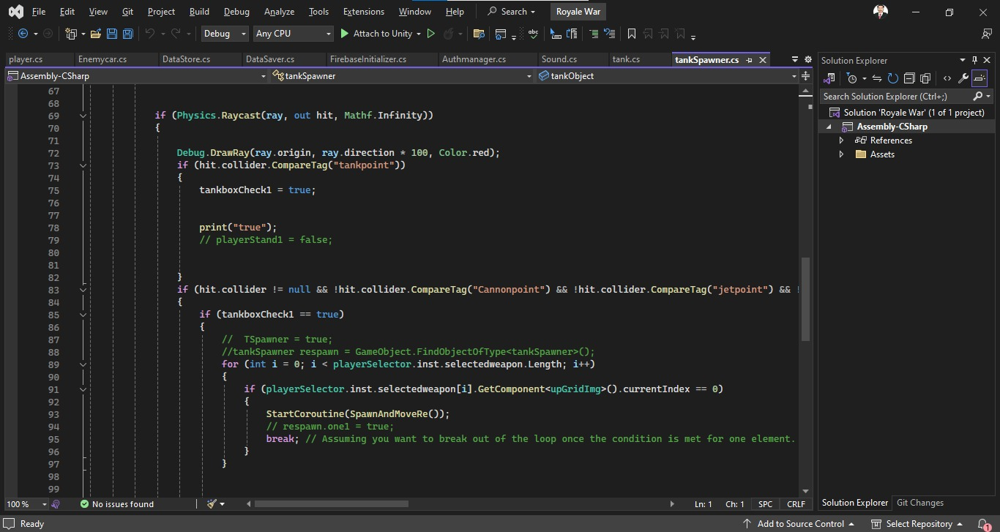 File Edit View Git Project Build Debug Analyze Tools Extensions Window Help Search Royale War
Debug Any CPU Attach to Unity
player.cs Enemycar.cs DataStore.cs DataSaver.cs FirebaseInitializer.cs Authmanager.cs Sound.cs tank.cs tankSpawner.cs
Assembly-CSharp tankSpawner tankObject
67
68
69 if (Physics.Raycast(ray, out hit, Mathf.Infinity))
70 {
71
72 Debug.DrawRay(ray.origin, ray.direction * 100, Color.red);
73 if (hit.collider.CompareTag("tankpoint"))
74 {
75 tankboxCheck1 = true;
76
77
78 print("true");
79 // playerStand1 = false;
80
81
82 }
83 if (hit.collider != null && !hit.collider.CompareTag("Cannonpoint") && !hit.collider.CompareTag("jetpoint") && !
84 {
85 if (tankboxCheck1 == true)
86 {
87 //  TSpawner = true;
88 //tankSpawner respawn = GameObject.FindObjectOfType<tankSpawner>();
89 for (int i = 0; i < playerSelector.inst.selectedweapon.Length; i++)
90 {
91 if (playerSelector.inst.selectedweapon[i].GetComponent<upGridImg>().currentIndex == 0)
92 {
93 StartCoroutine(SpawnAndMoveRe());
94 // respawn.one1 = true;
95 break; // Assuming you want to break out of the loop once the condition is met for one element.
96 }
97 }
98
99
100 % No issues found Ln: 1 Ch: 1 SPC CRLF
Solution Explorer
Search Solution Explorer (Ctrl+;)
Solution 'Royale War' (1 of 1 project)
Assembly-CSharp
References
Assets
Solution Explorer Git Changes
Ready Add to Source Control Select Repository 1